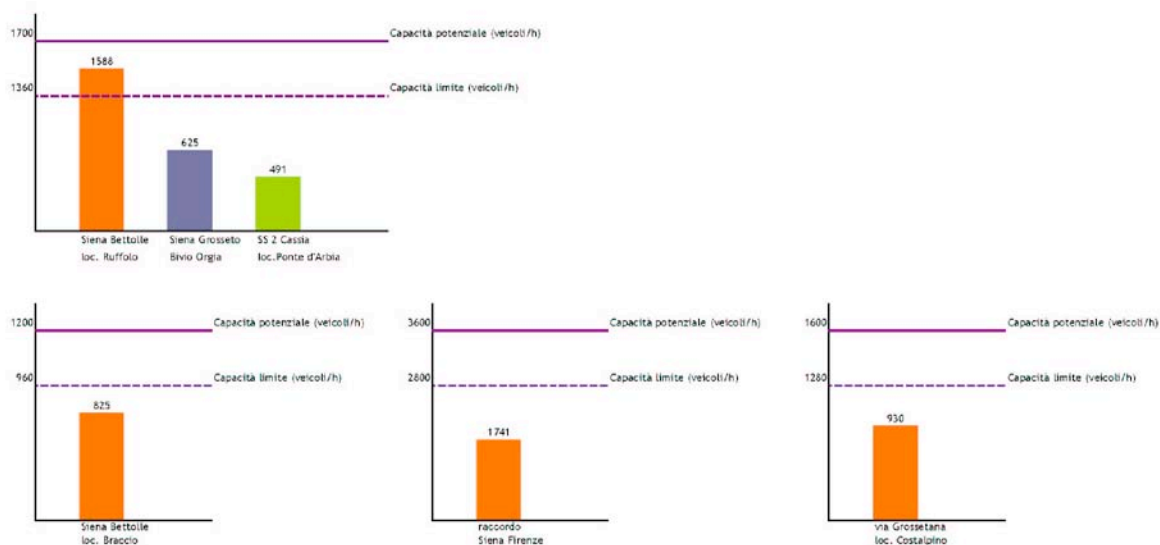 1700
Capacità potenziale (veicoli/h)
1588
1360
Capacità limite (veicoli/h)
625
491
Siena Bettolle
loc. Ruffolo
Siena Grosseto
Bivio Orgia
SS 2 Cassia
loc.Ponte d'Arbia
1200
Capacità potenziale (veicoli/h)
960
Capacità limite (veicoli/h)
825
Siena Bettolle
loc. Braccio
3600
Capacità potenziale (veicoli/h)
2800
Capacità limite (veicoli/h)
1741
raccordo
Siena Firenze
1600
Capacità potenziale (veicoli/h)
1280
Capacità limite (veicoli/h)
930
via Grossetana
loc. Costalpino